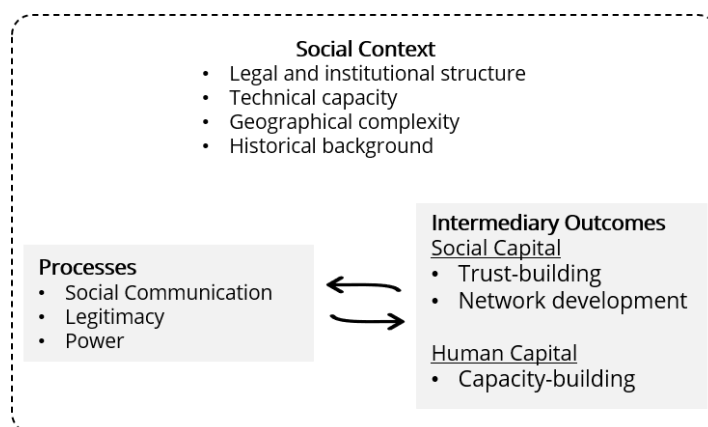 Social Context
• Legal and institutional structure
• Technical capacity
• Geographical complexity
• Historical background
Processes
• Social Communication
• Legitimacy
• Power
Intermediary Outcomes
Social Capital
• Trust-building
• Network development
Human Capital
• Capacity-building